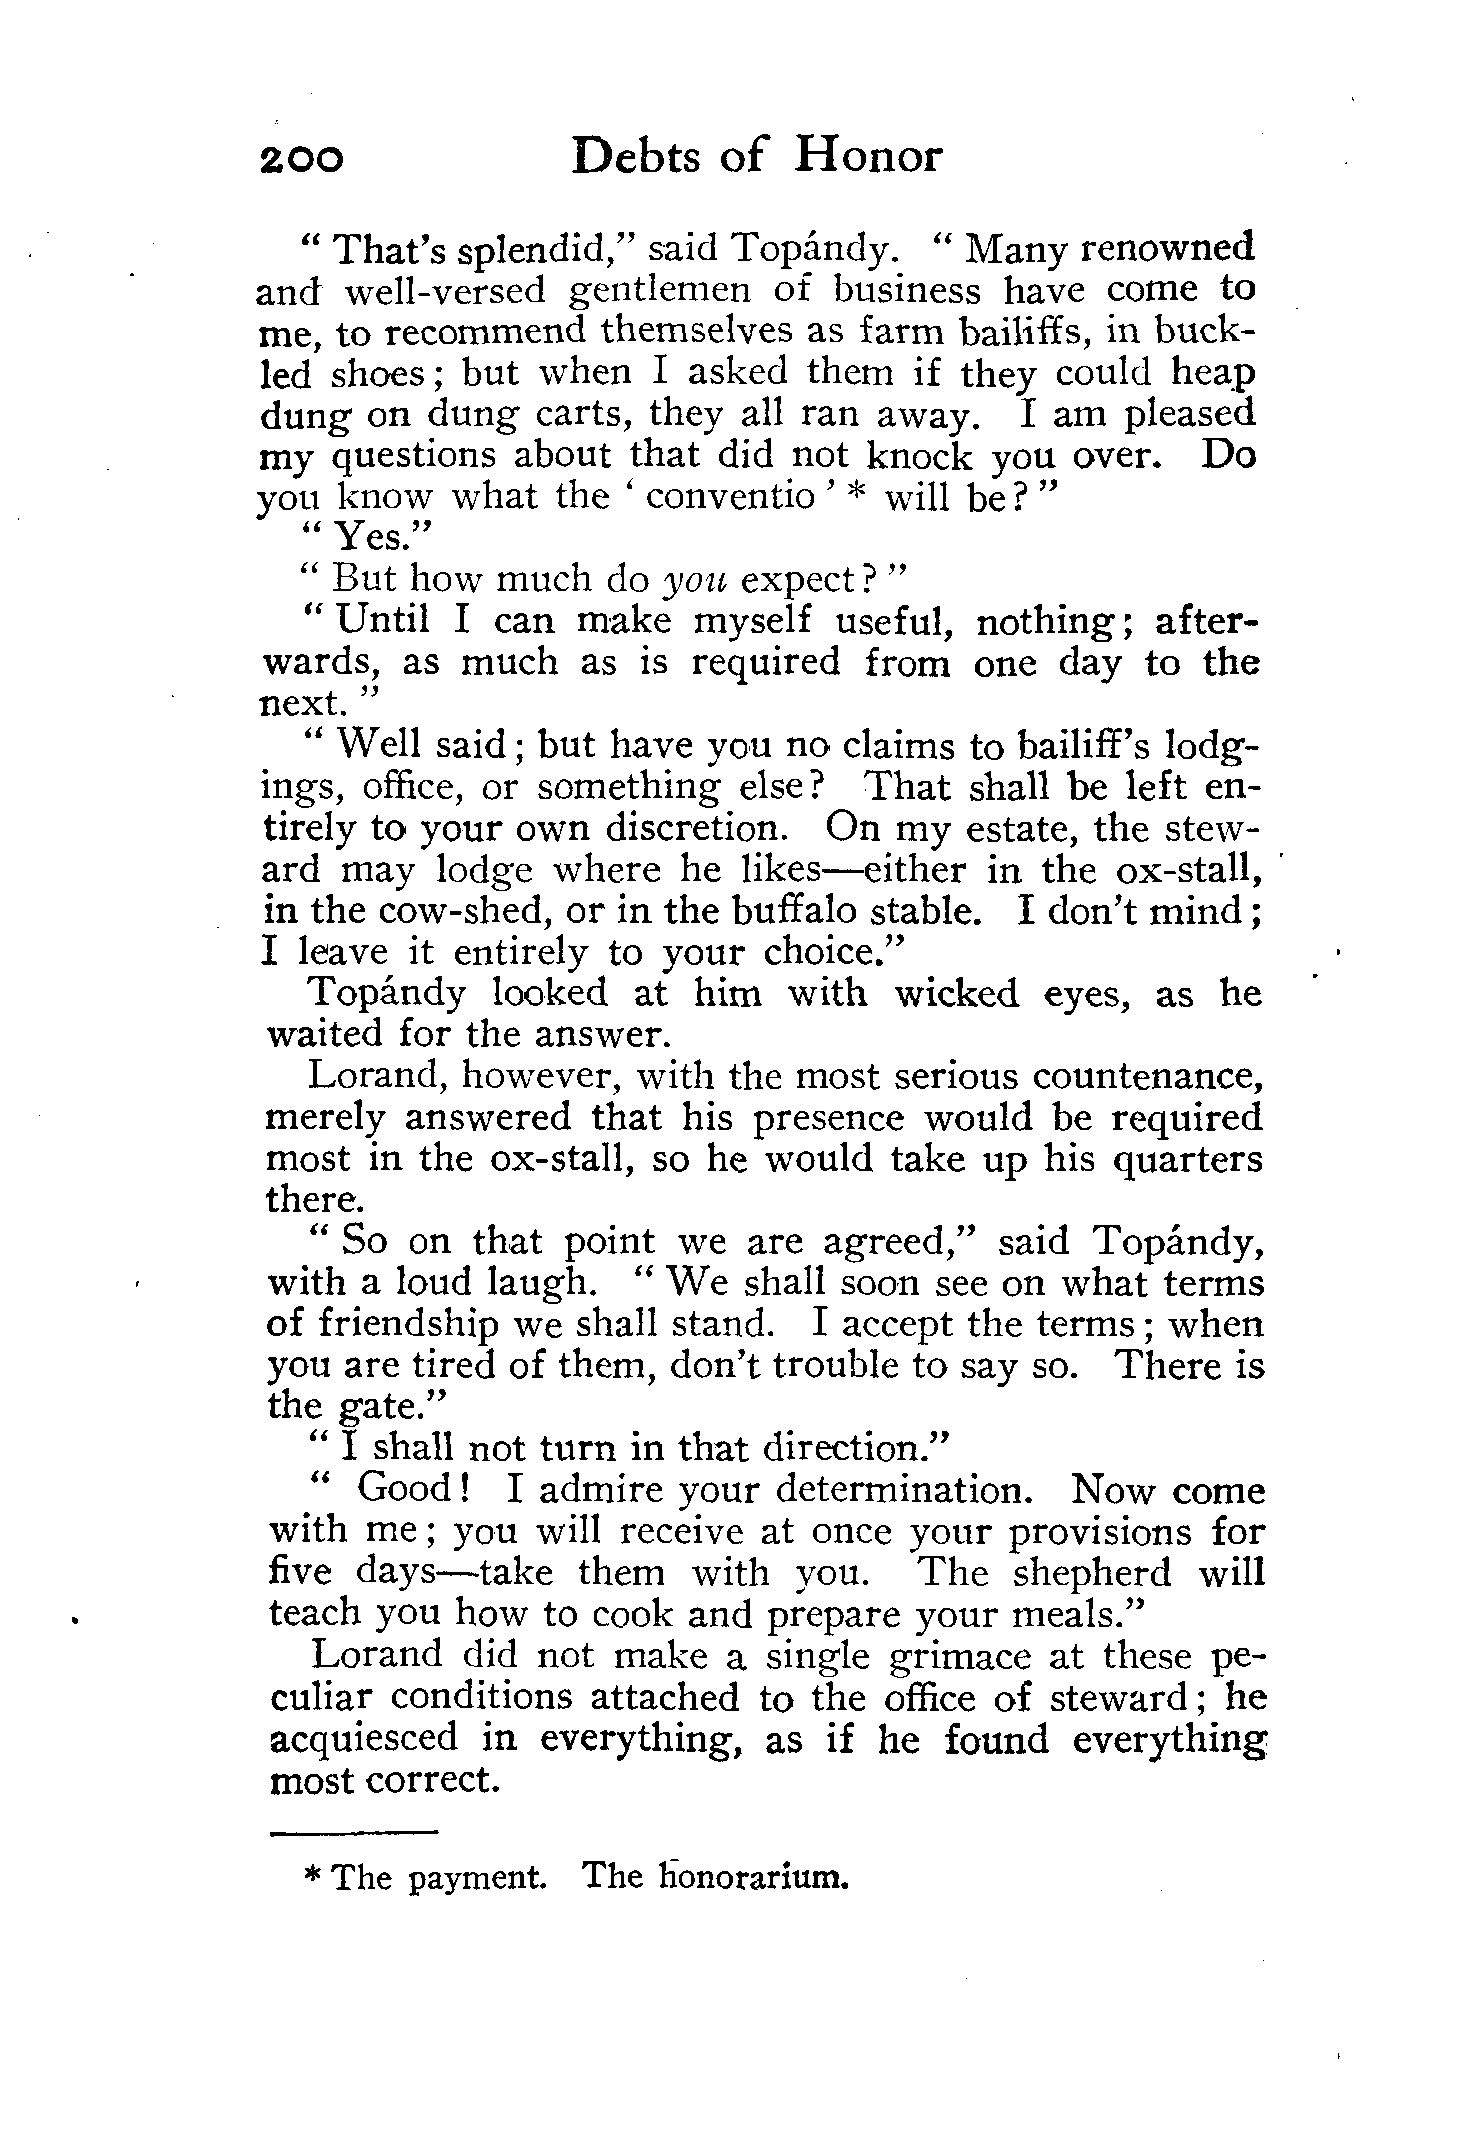 200 Debts of Honor
“ That’s splendid,” said Topándy. “ Many renowned
and well-versed gentlemen of business have come to
me, to recommend themselves as farm bailiffs, in buck-
led shoes ; but when I asked them if they could heap
dung on dung carts, they all ran away. I am pleased
my questions about that did not knock you over. Do
you know what the ‘ conventio ’ * will be ? ”
“ Yes.”
“ But how much do you expect ? ”
“ Until I can make myself useful, nothing ; after-
wards, as much as is required from one day to the
next. ”
“ Well said ; but have you no claims to bailiff’s lodg-
ings, office, or something else ? That shall be left en-
tirely to your own discretion. On my estate, the stew-
ard may lodge where he likes—either in the ox-stall,
in the cow-shed, or in the buffalo stable. I don’t mind ;
I leave it entirely to your choice.”
Topándy looked at him with wicked eyes, as he
waited for the answer.
Lorand, however, with the most serious countenance,
merely answered that his presence would be required
most in the ox-stall, so he would take up his quarters
there.
“ So on that point we are agreed,” said Topándy,
with a loud laugh. “ We shall soon see on what terms
of friendship we shall stand. I accept the terms ; when
you are tired of them, don’t trouble to say so. There is
the gate.”
“ I shall not turn in that direction.”
“ Good ! I admire your determination. Now come
with me ; you will receive at once your provisions for
five days—take them with you. The shepherd will
teach you how to cook and prepare your meals.”
Lorand did not make a single grimace at these pe-
culiar conditions attached to the office of steward ; he
acquiesced in everything, as if he found everything
most correct.
* The payment. The honorarium.